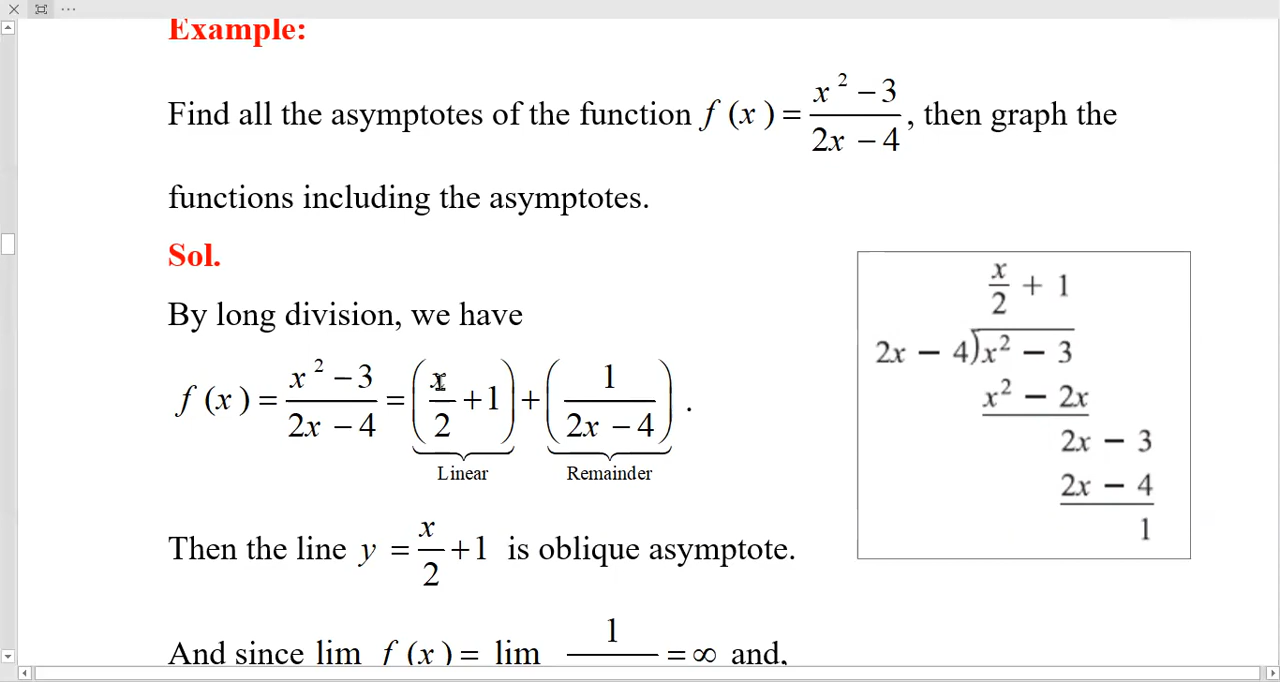 Example:
Find all the asymptotes of the function f (x) = (x² − 3)/(2x − 4), then graph the
functions including the asymptotes.
Sol.
By long division, we have
f (x) = (x² − 3)/(2x − 4) = (x/2 + 1) + (1/(2x − 4)).
Linear Remainder
Then the line y = x/2 + 1 is oblique asymptote.
And since lim f (x) = lim 1 = ∞ and,
x/2 + 1
2x − 4)x² − 3
x² − 2x
2x − 3
2x − 4
1